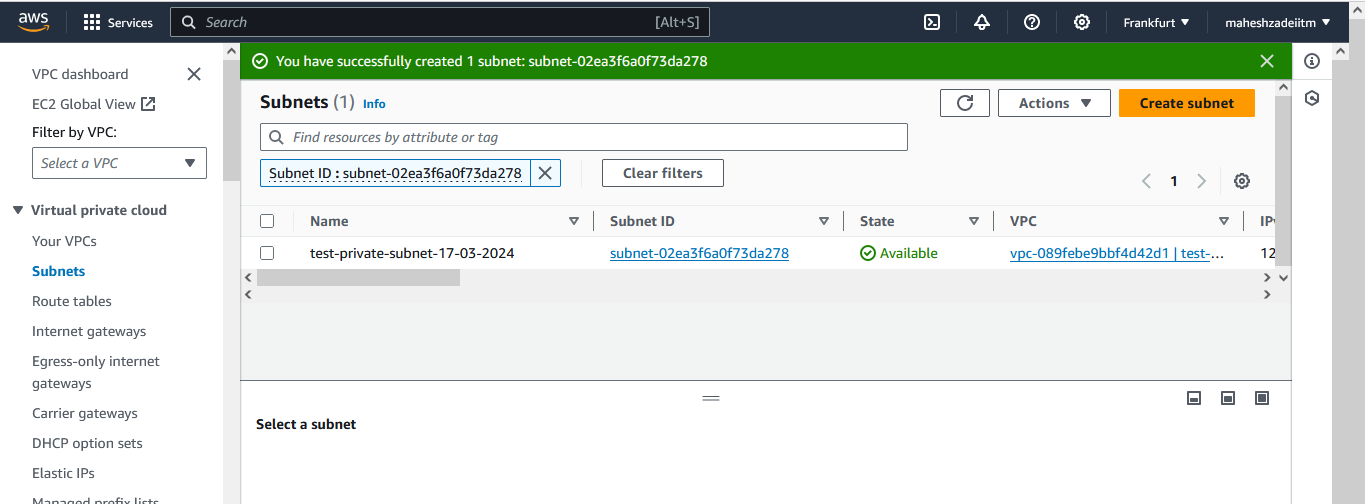 aws Services Search [Alt+S] Frankfurt maheshzadeiitm
VPC dashboard
EC2 Global View
Filter by VPC:
Select a VPC
Virtual private cloud
Your VPCs
Subnets
Route tables
Internet gateways
Egress-only internet
gateways
Carrier gateways
DHCP option sets
Elastic IPs
Managed prefix lists
You have successfully created 1 subnet: subnet-02ea3f6a0f73da278
Subnets (1) Info Actions Create subnet
Find resources by attribute or tag
Subnet ID : subnet-02ea3f6a0f73da278 Clear filters
1
Name Subnet ID State VPC
test-private-subnet-17-03-2024 subnet-02ea3f6a0f73da278 Available vpc-089febe9bbf4d42d1 | test-... 12
Select a subnet